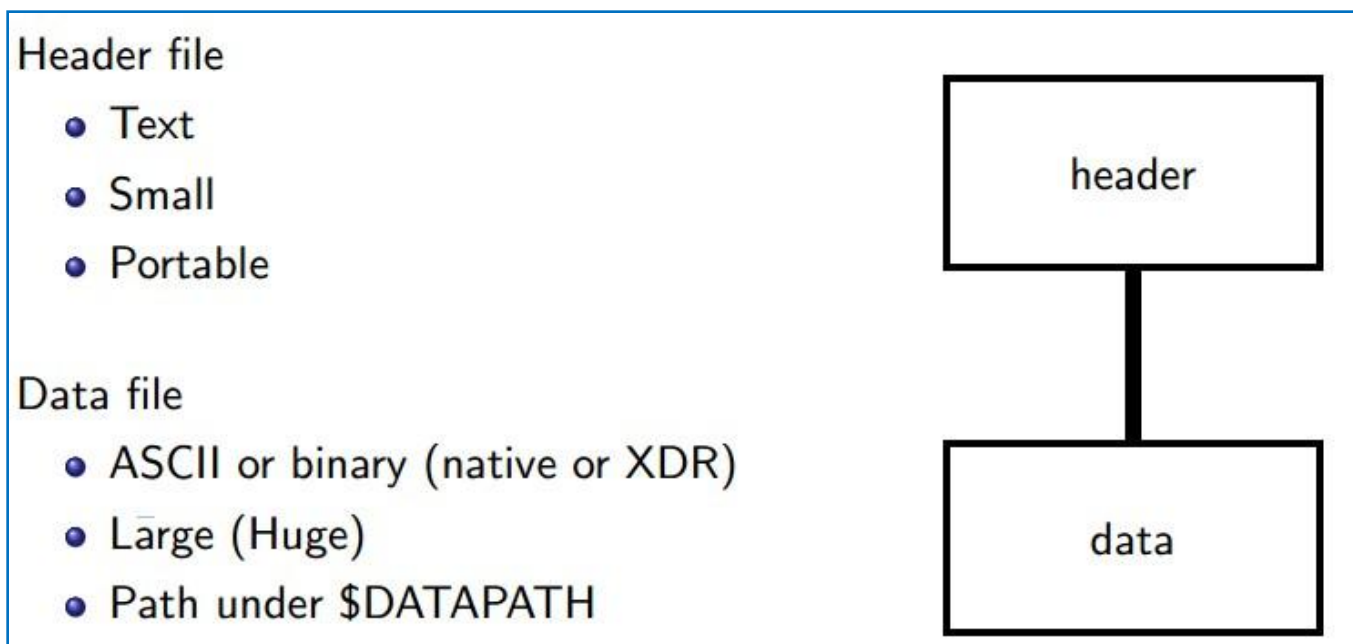 Header file
Text
Small
Portable
header
Data file
ASCII or binary (native or XDR)
Large (Huge)
Path under $DATAPATH
data